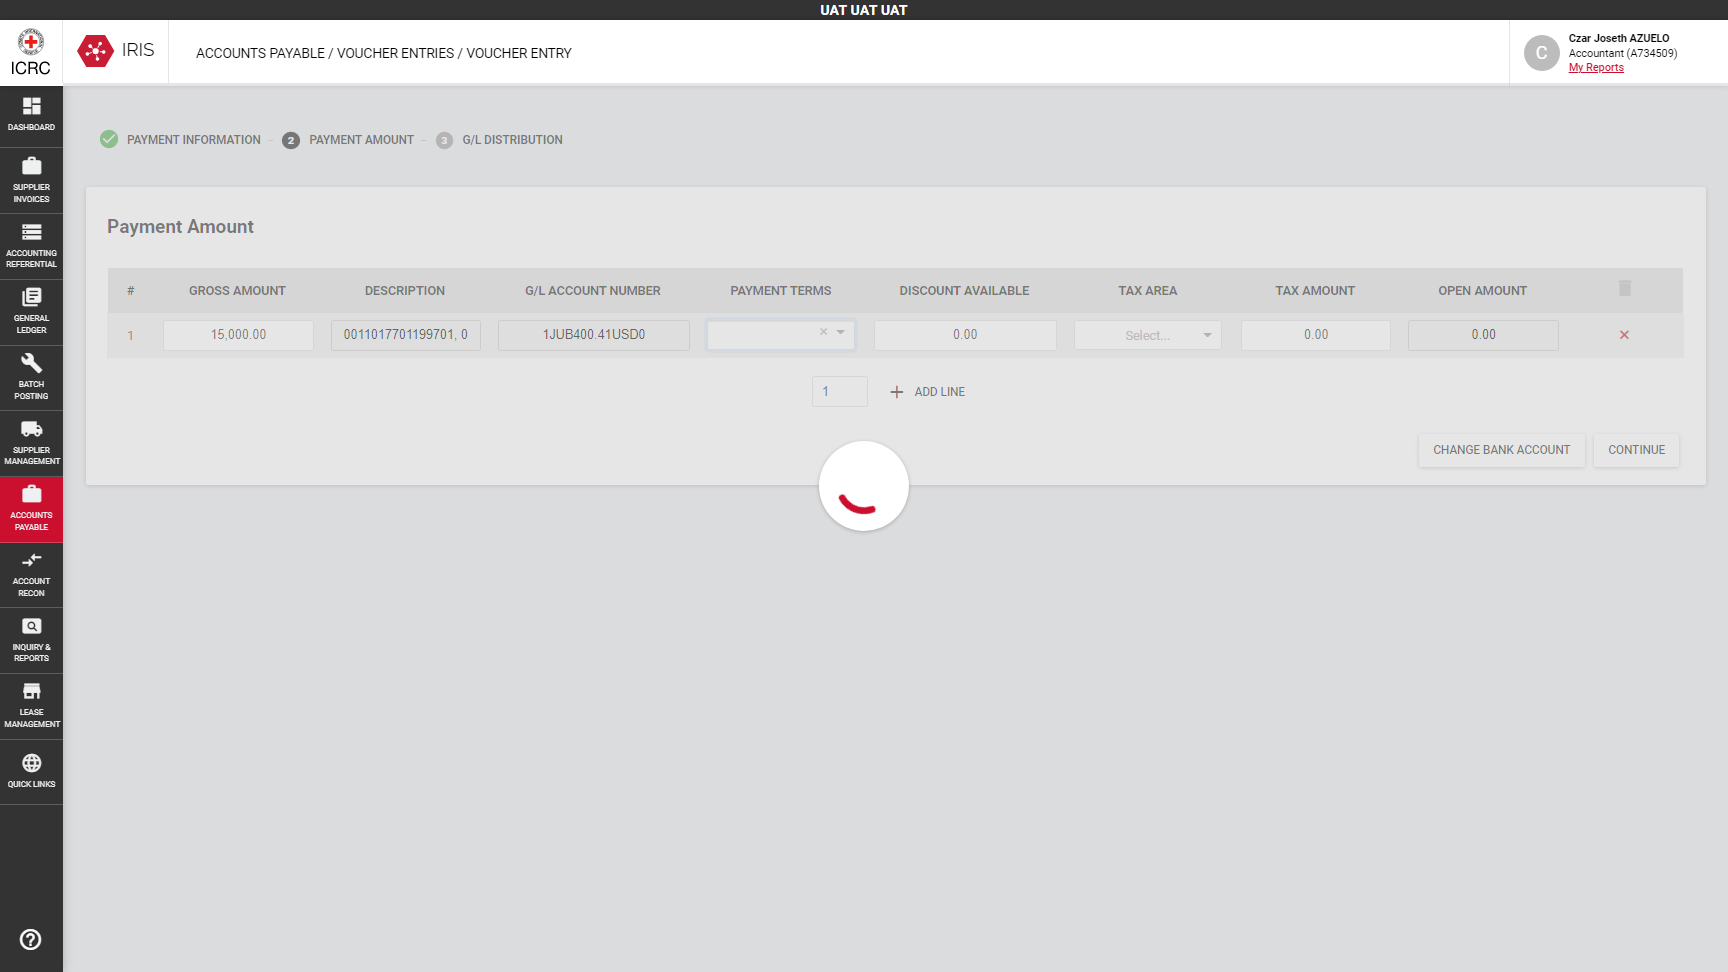 UAT UAT UAT
ICRC
IRIS
ACCOUNTS PAYABLE / VOUCHER ENTRIES / VOUCHER ENTRY
C
Czar Joseth AZUELO
Accountant (A734509)
My Reports
DASHBOARD
SUPPLIER
INVOICES
ACCOUNTING
REFERENTIAL
GENERAL
LEDGER
BATCH
POSTING
SUPPLIER
MANAGEMENT
ACCOUNTS
PAYABLE
ACCOUNT
RECON
INQUIRY &
REPORTS
LEASE
MANAGEMENT
QUICK LINKS
PAYMENT INFORMATION - 2 PAYMENT AMOUNT - 3 G/L DISTRIBUTION
Payment Amount
# GROSS AMOUNT DESCRIPTION G/L ACCOUNT NUMBER PAYMENT TERMS DISCOUNT AVAILABLE TAX AREA TAX AMOUNT OPEN AMOUNT
1 15,000.00 0011017701199701, 0 1JUB400.41USD0 0.00 Select... 0.00 0.00
1 ADD LINE
CHANGE BANK ACCOUNT CONTINUE